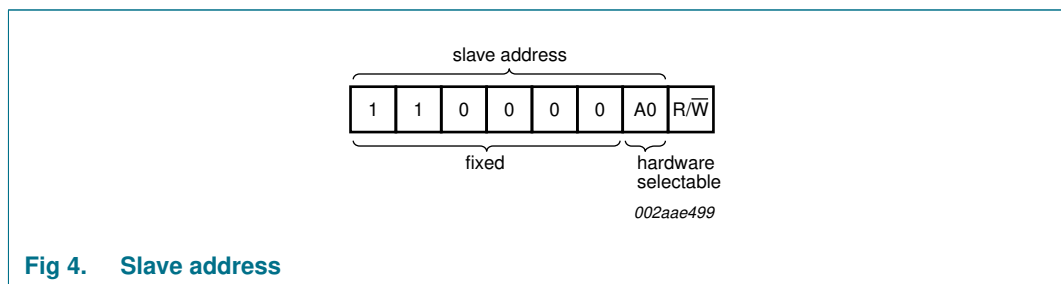 slave address
1 1 0 0 0 0 A0 R/W̅
fixed
hardware
selectable
002aae499
Fig 4. Slave address